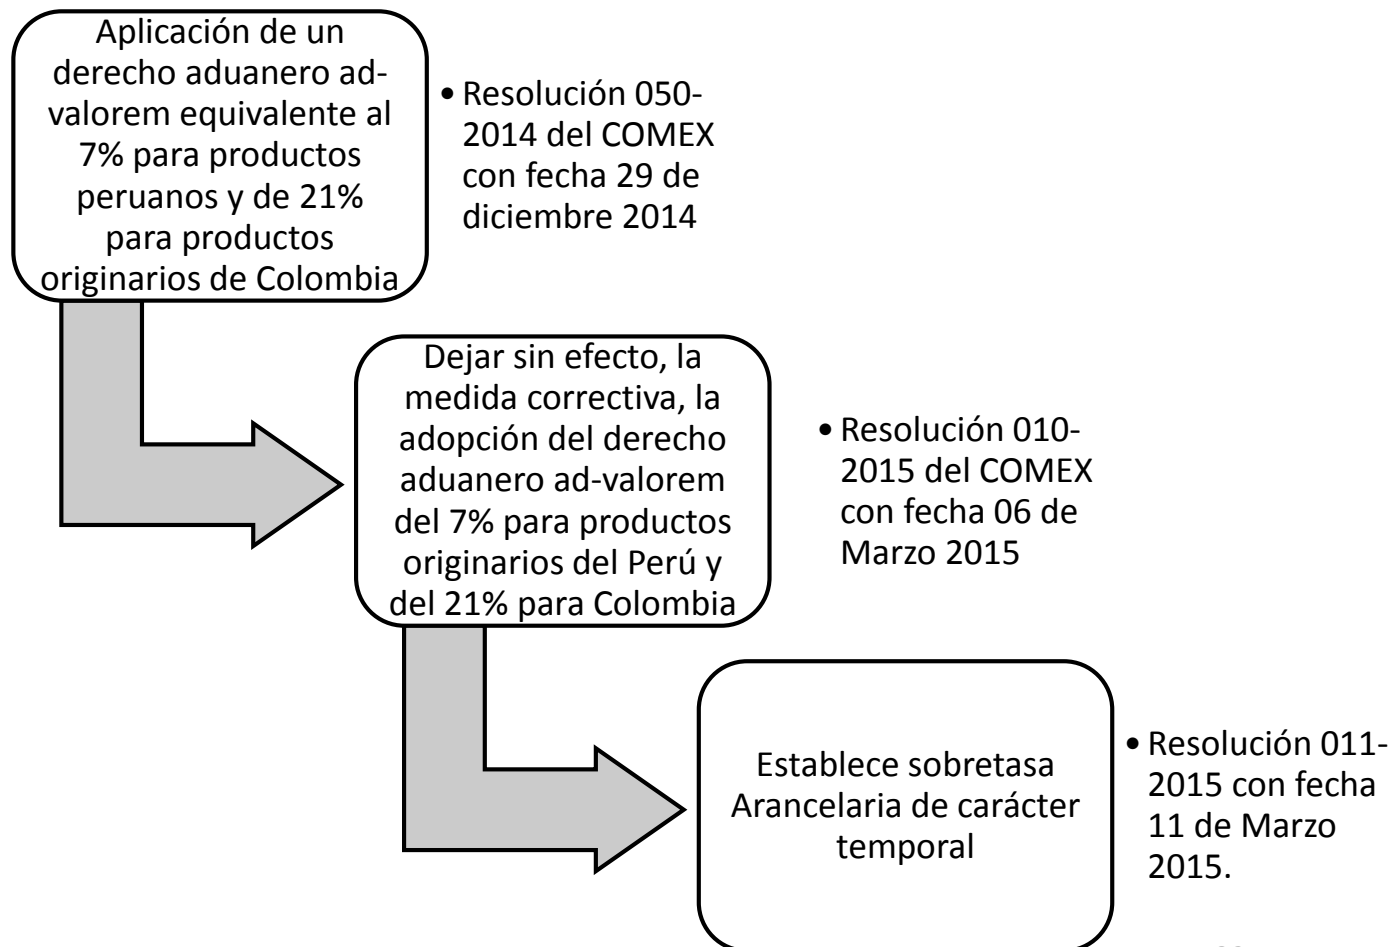 Aplicación de un
derecho aduanero ad-
valorem equivalente al
7% para productos
peruanos y de 21%
para productos
originarios de Colombia
• Resolución 050-
2014 del COMEX
con fecha 29 de
diciembre 2014
Dejar sin efecto, la
medida correctiva, la
adopción del derecho
aduanero ad-valorem
del 7% para productos
originarios del Perú y
del 21% para Colombia
• Resolución 010-
2015 del COMEX
con fecha 06 de
Marzo 2015
Establece sobretasa
Arancelaria de carácter
temporal
• Resolución 011-
2015 con fecha
11 de Marzo
2015.